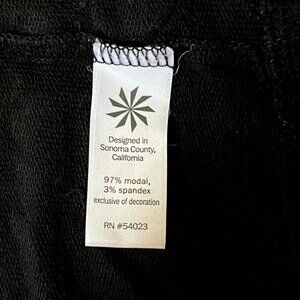 Designed in
Sonoma County,
California
97% modal,
3% spandex
exclusive of decoration
RN #54023